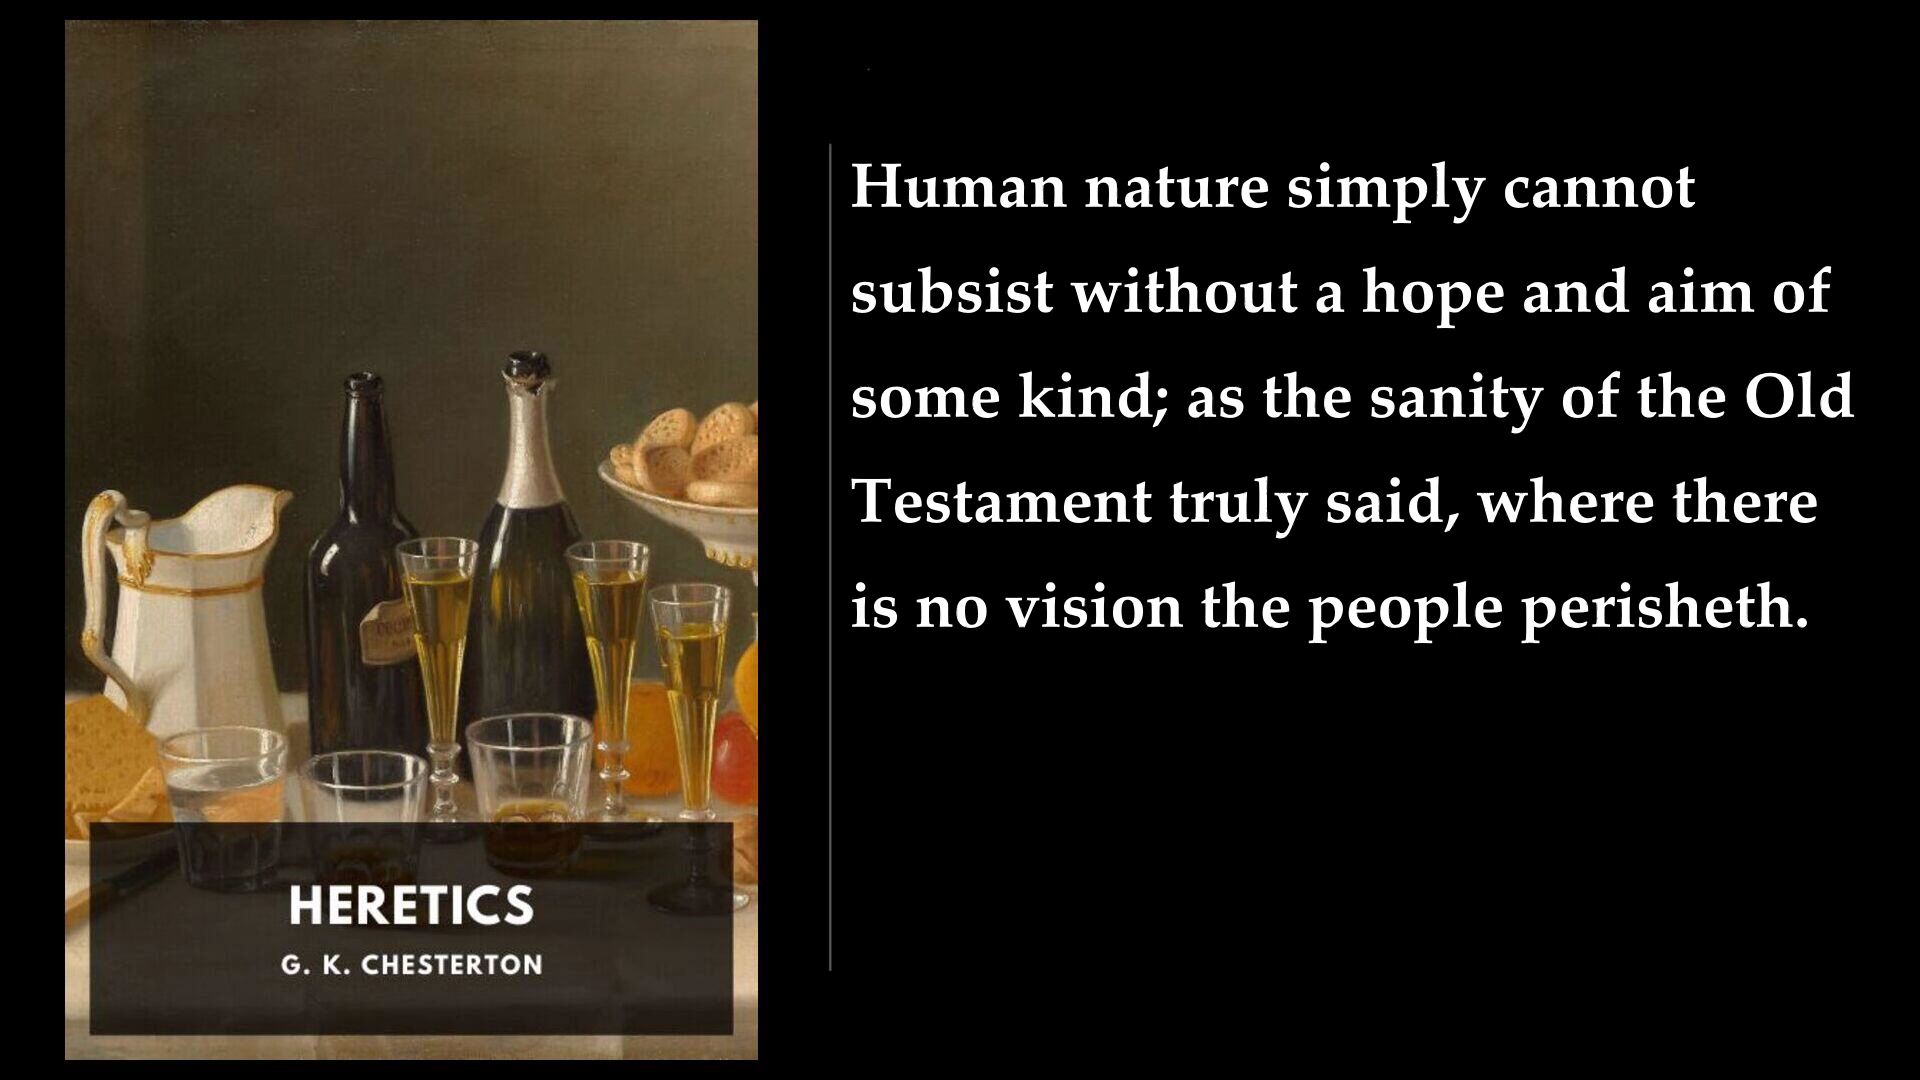 Human nature simply cannot
subsist without a hope and aim of
some kind; as the sanity of the Old
Testament truly said, where there
is no vision the people perisheth.
HERETICS
G. K. CHESTERTON